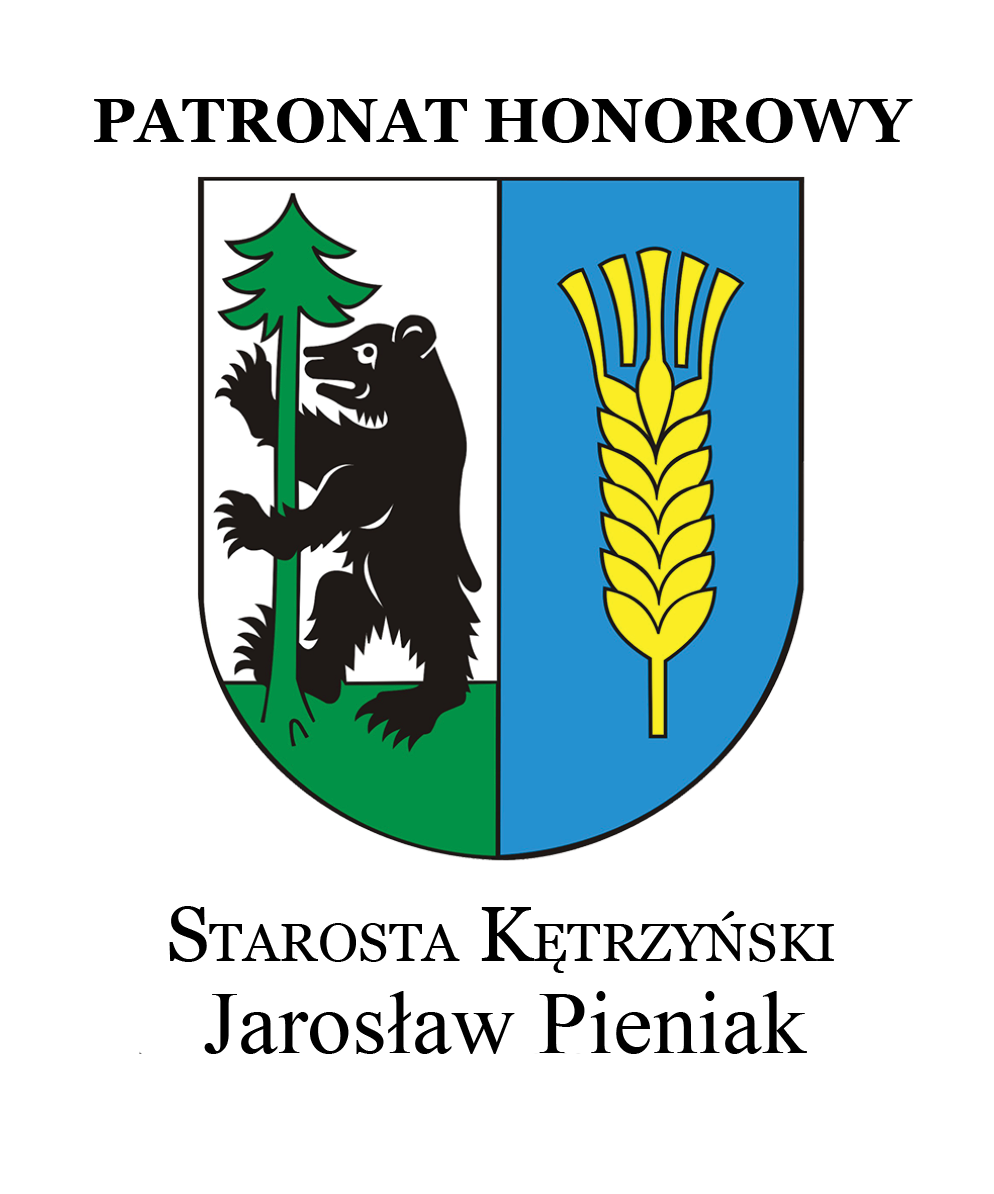 PATRONAT HONOROWY
STAROSTA KĘTRZYŃSKI
Jarosław Pieniak